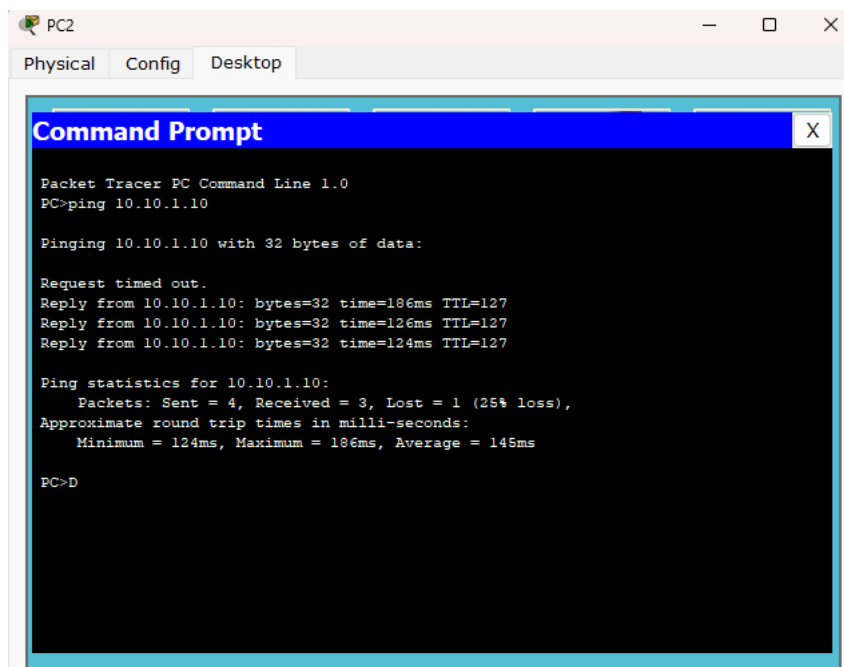 PC2
Physical Config Desktop
Command Prompt
X
Packet Tracer PC Command Line 1.0
PC>ping 10.10.1.10
Pinging 10.10.1.10 with 32 bytes of data:
Request timed out.
Reply from 10.10.1.10: bytes=32 time=186ms TTL=127
Reply from 10.10.1.10: bytes=32 time=126ms TTL=127
Reply from 10.10.1.10: bytes=32 time=124ms TTL=127
Ping statistics for 10.10.1.10:
Packets: Sent = 4, Received = 3, Lost = 1 (25% loss),
Approximate round trip times in milli-seconds:
Minimum = 124ms, Maximum = 186ms, Average = 145ms
PC>D